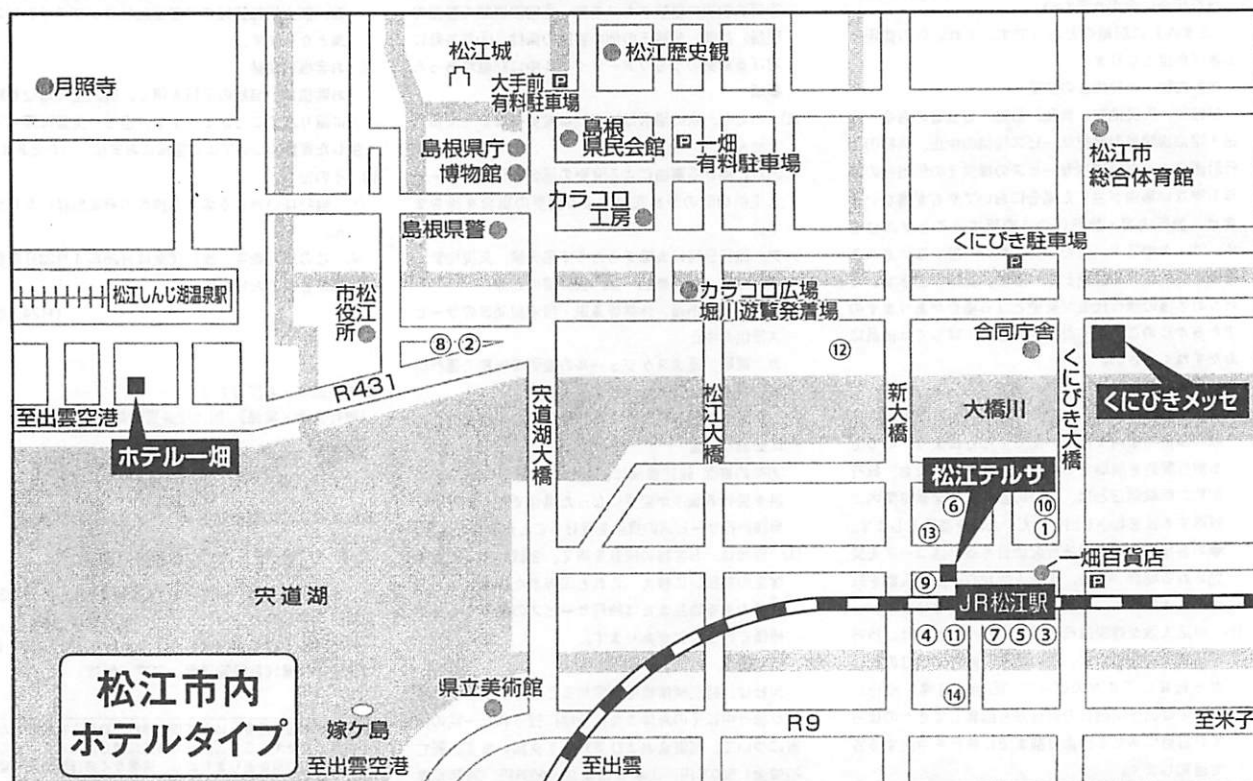 月照寺
松江城
大手前 P
有料駐車場
松江歴史観
島根県庁
博物館
島根
県民会館
P 一畑
有料駐車場
松江市
総合体育館
カラコロ
工房
島根県警
くにびき駐車場
P
松江しんじ湖温泉駅
松江
市役所
カラコロ広場
堀川遊覧発着場
合同庁舎
⑧ ②
⑫
R431
至出雲空港
ホテル一畑
宍道湖大橋
松江大橋
新大橋
大橋川
くにびき大橋
くにびきメッセ
松江テルサ
⑥
⑩
⑬
①
一畑百貨店
⑨
P
JR松江駅
④ ⑪ ⑦ ⑤ ③
宍道湖
⑭
松江市内
ホテルタイプ
嫁ケ島
県立美術館
R9
至米子
至出雲空港
至出雲